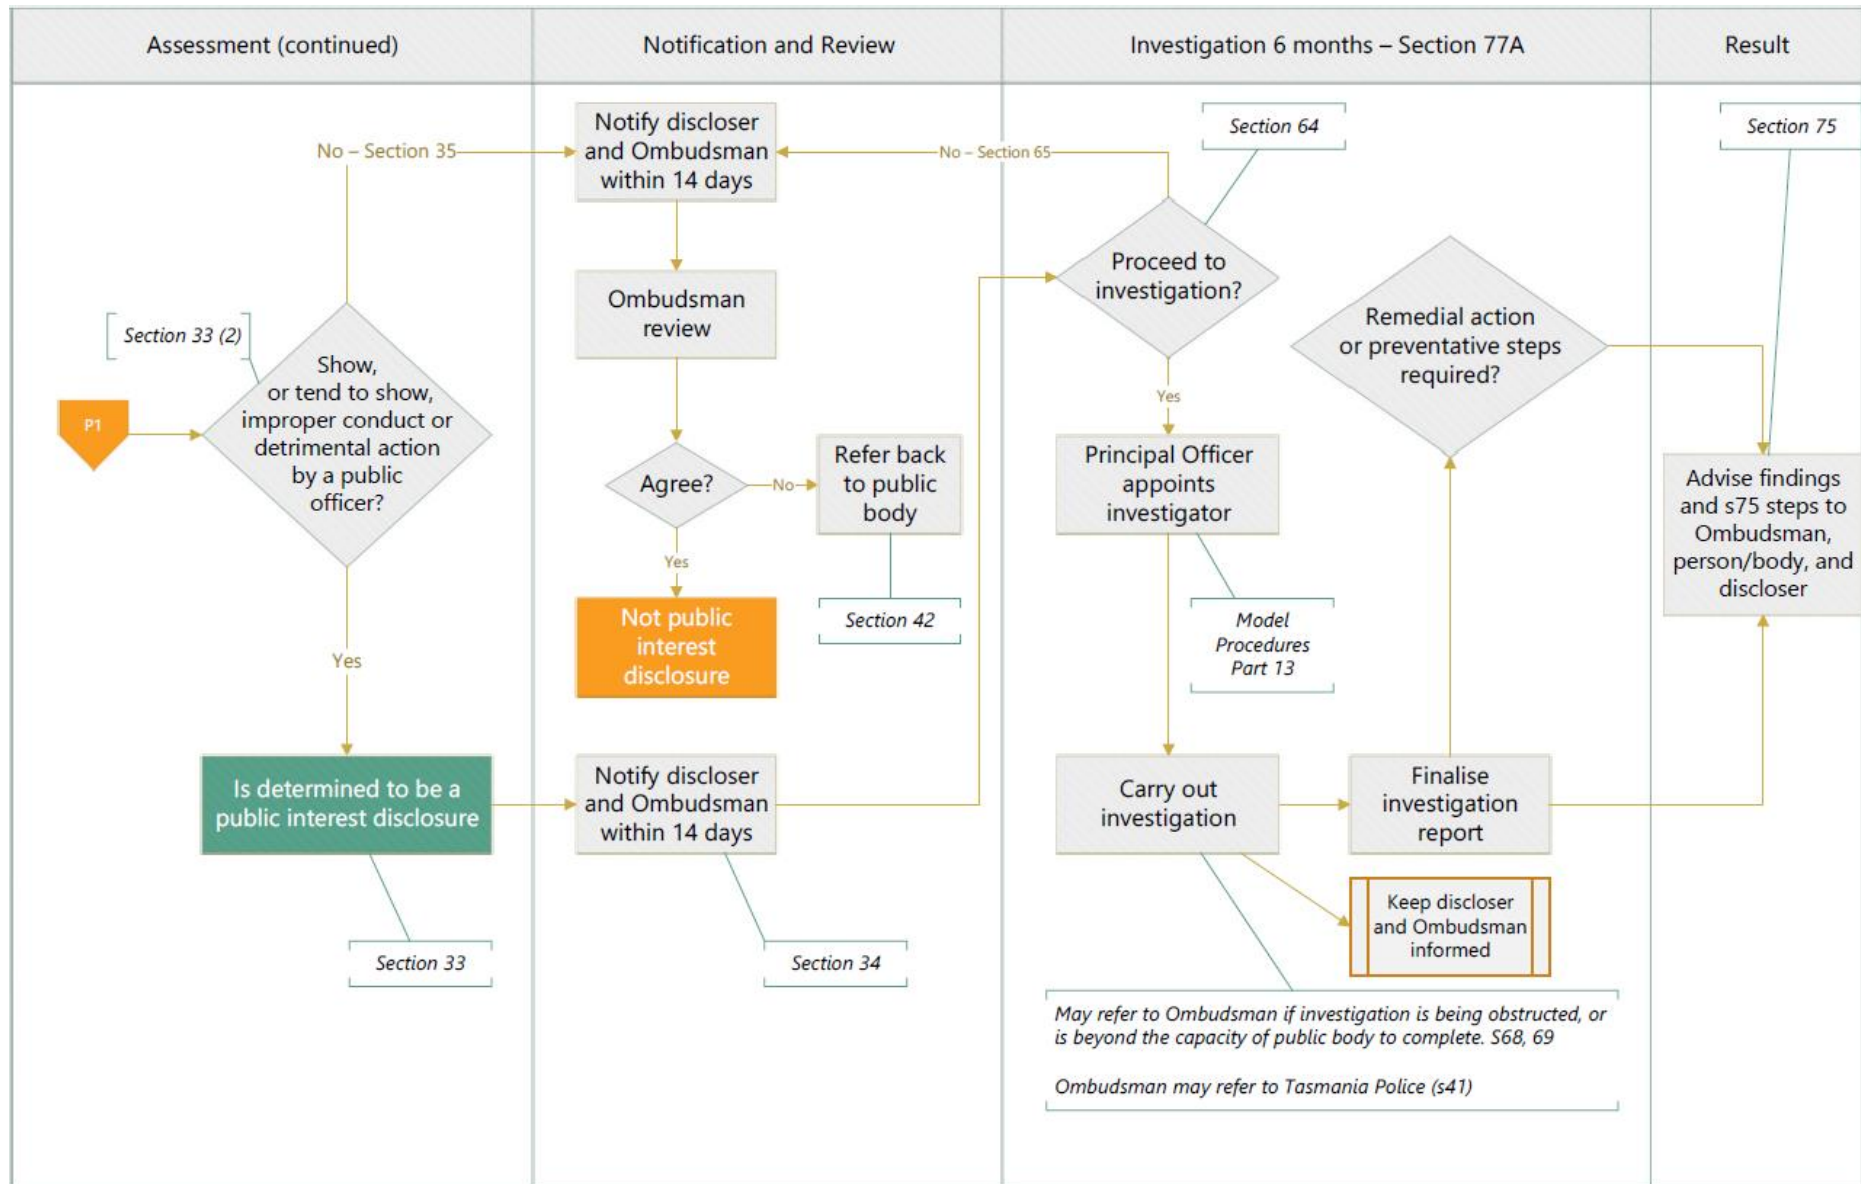 Assessment (continued)
Notification and Review
Investigation 6 months – Section 77A
Result
P1
Section 33 (2)
Show,
or tend to show,
improper conduct or
detrimental action
by a public
officer?
No – Section 35
Yes
Is determined to be a
public interest disclosure
Section 33
Notify discloser
and Ombudsman
within 14 days
Ombudsman
review
Agree?
No
Refer back
to public
body
Section 42
Yes
Not public
interest
disclosure
Notify discloser
and Ombudsman
within 14 days
Section 34
No – Section 65
Section 64
Proceed to
investigation?
Yes
Principal Officer
appoints
investigator
Model
Procedures
Part 13
Carry out
investigation
Finalise
investigation
report
Keep discloser
and Ombudsman
informed
May refer to Ombudsman if investigation is being obstructed, or
is beyond the capacity of public body to complete. S68, 69
Ombudsman may refer to Tasmania Police (s41)
Remedial action
or preventative steps
required?
Section 75
Advise findings
and s75 steps to
Ombudsman,
person/body, and
discloser